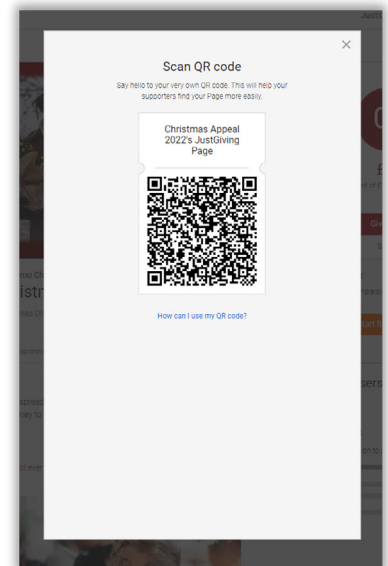 JustG
×
Scan QR code
Say hello to your very own QR code. This will help your
supporters find your Page more easily.
Christmas Appeal
2022's JustGiving
Page
How can I use my QR code?